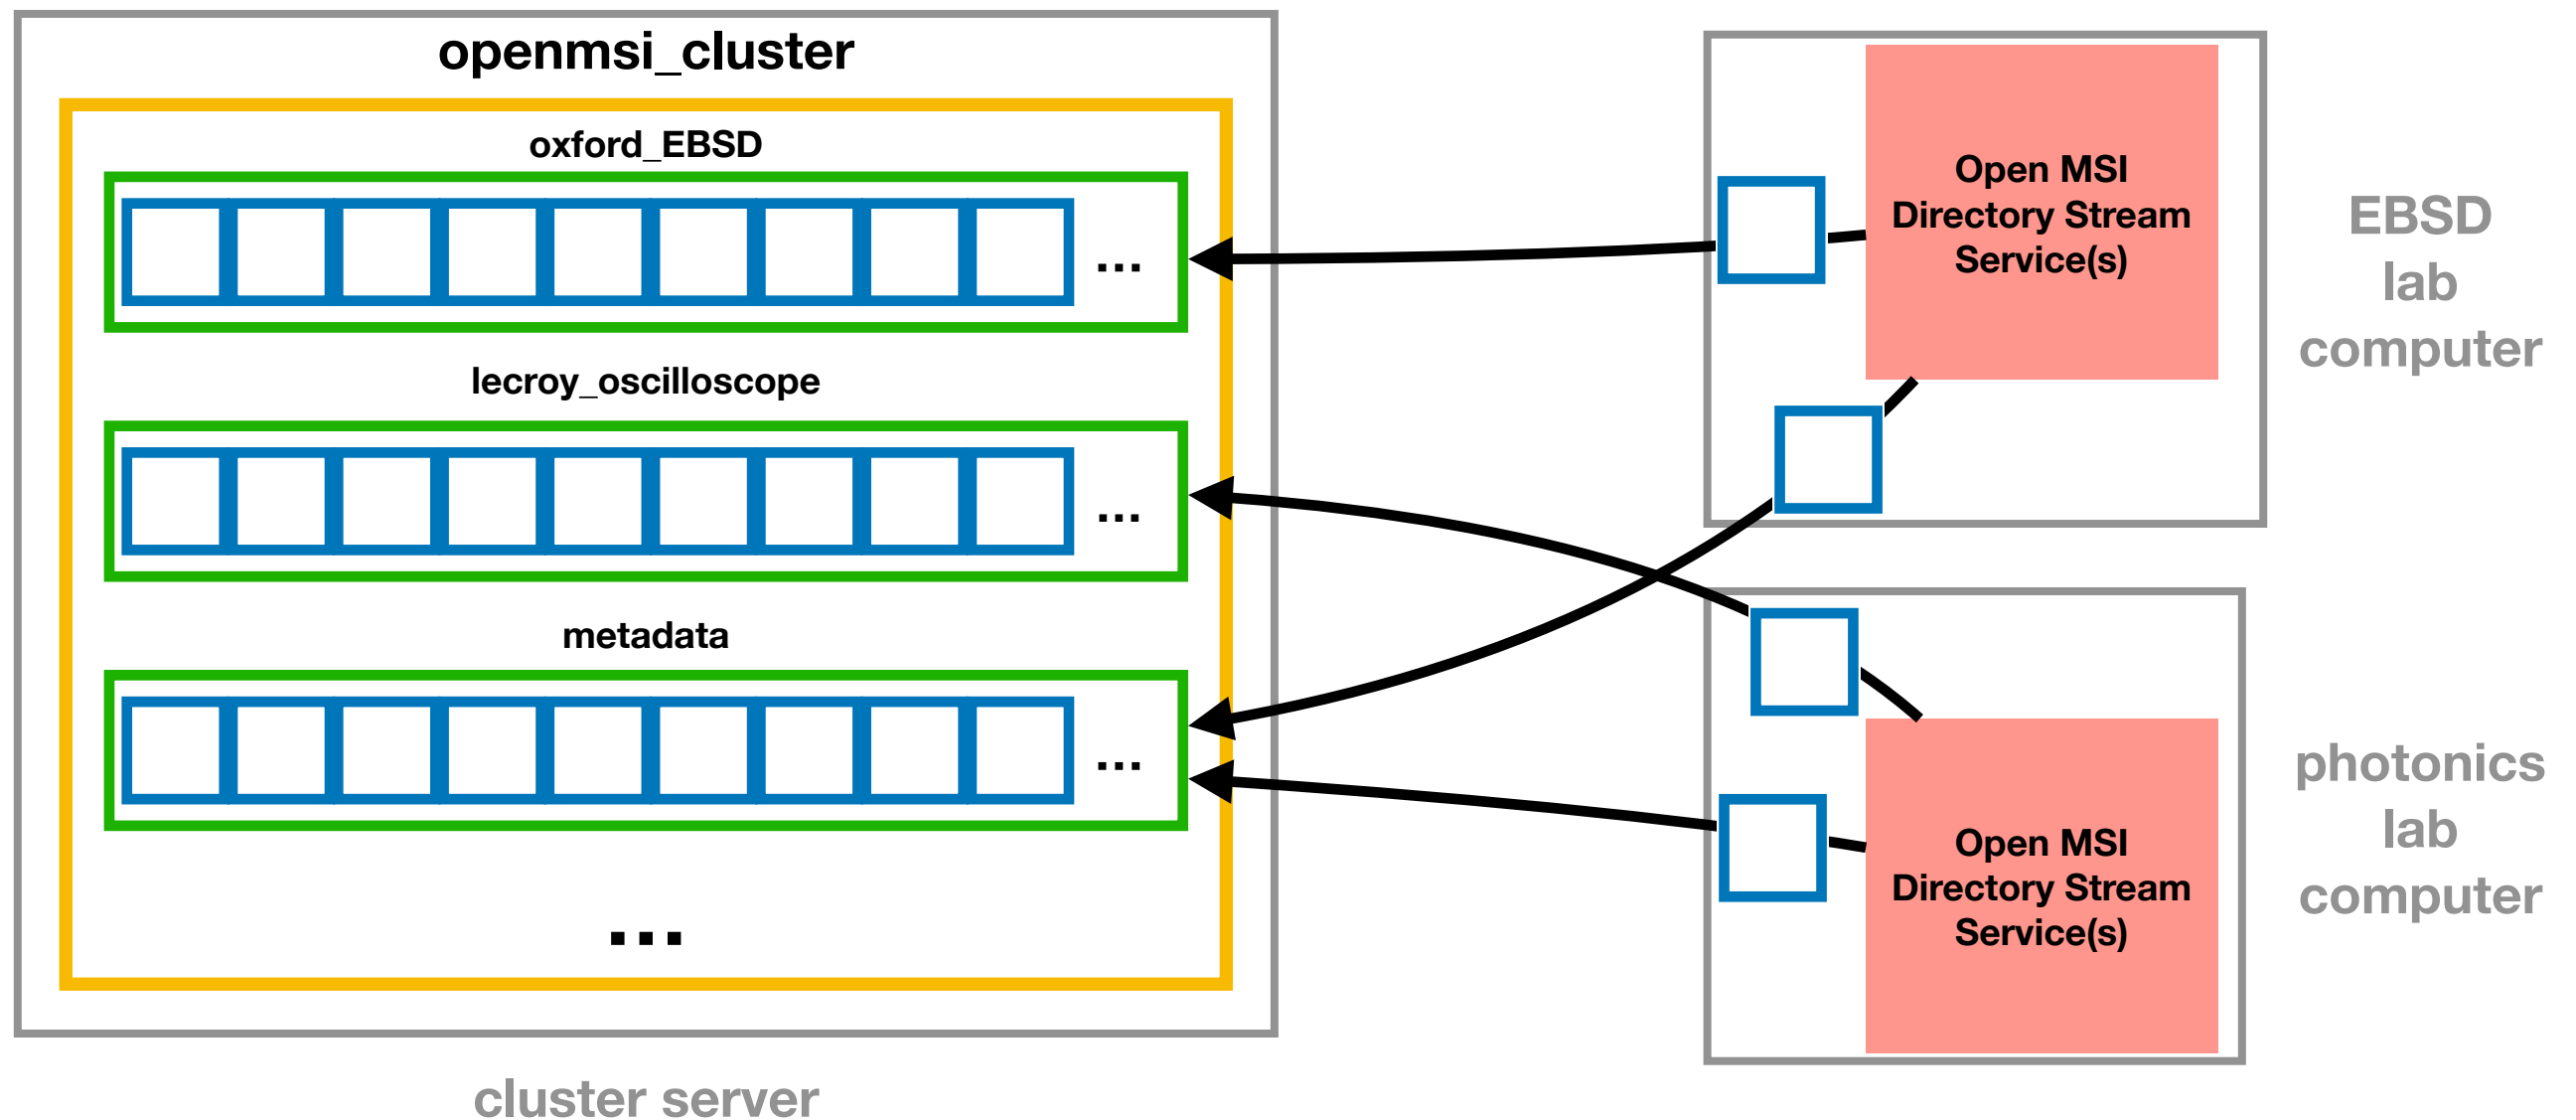 openmsi_cluster
oxford_EBSD
...
lecroy_oscilloscope
...
metadata
...
...
cluster server
Open MSI
Directory Stream
Service(s)
EBSD
lab
computer
Open MSI
Directory Stream
Service(s)
photonics
lab
computer